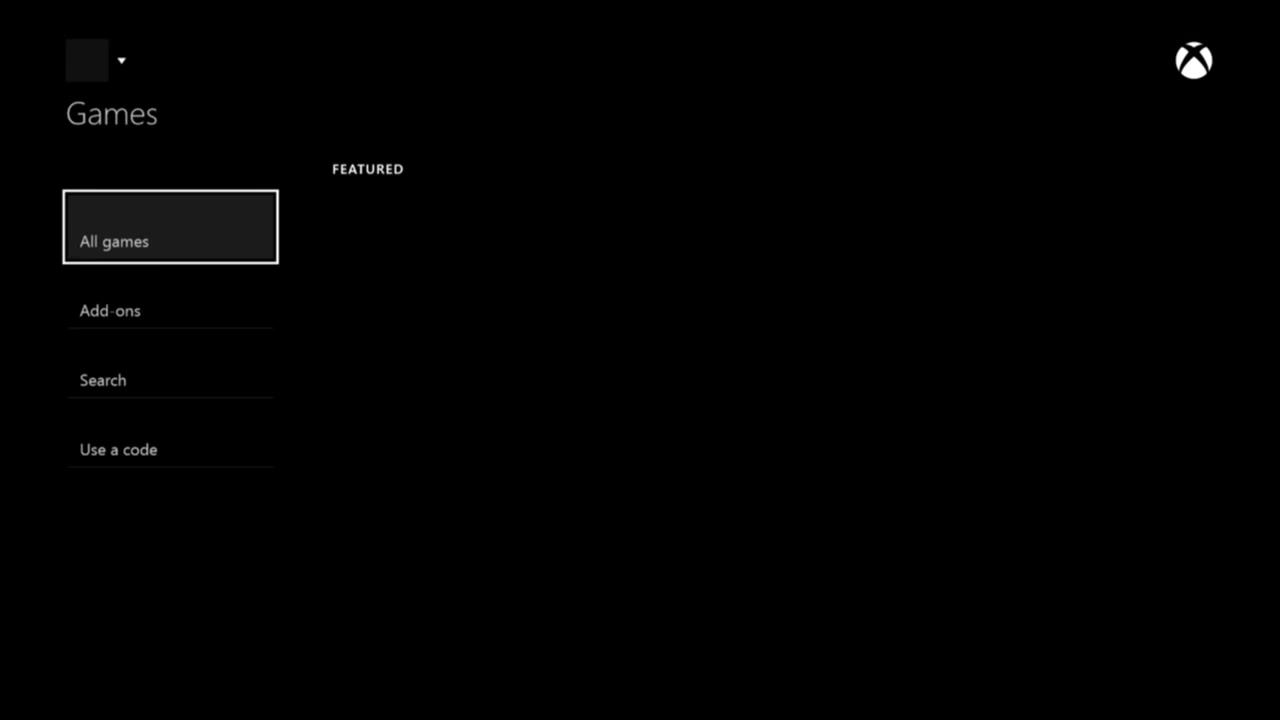 Games
FEATURED
All games
Add-ons
Search
Use a code